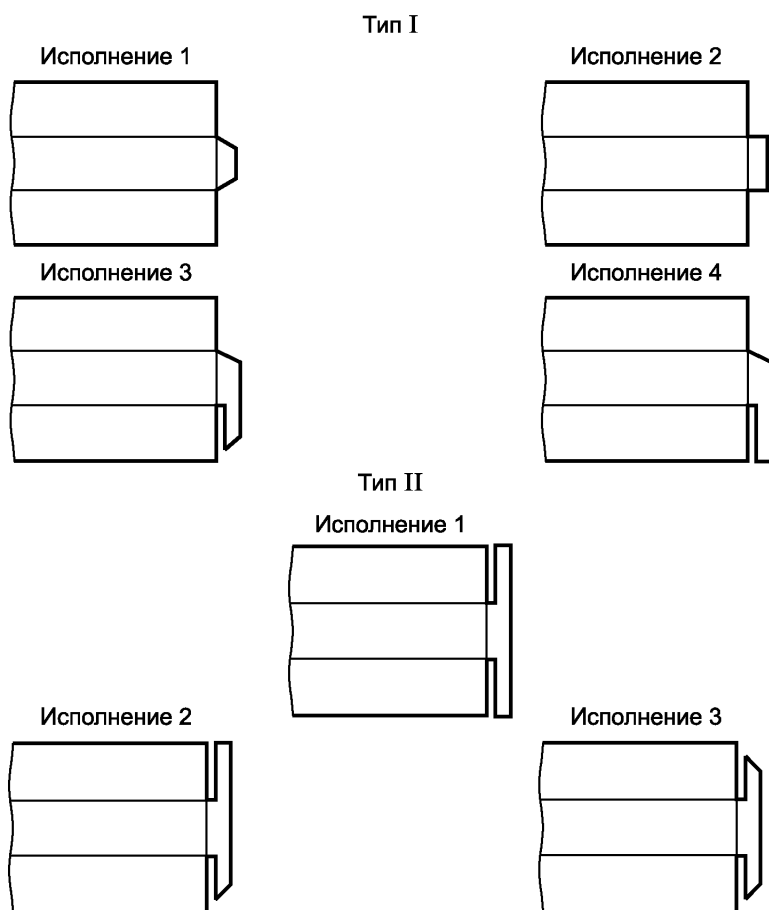 Тип I
Исполнение 1
Исполнение 2
Исполнение 3
Исполнение 4
Тип II
Исполнение 1
Исполнение 2
Исполнение 3